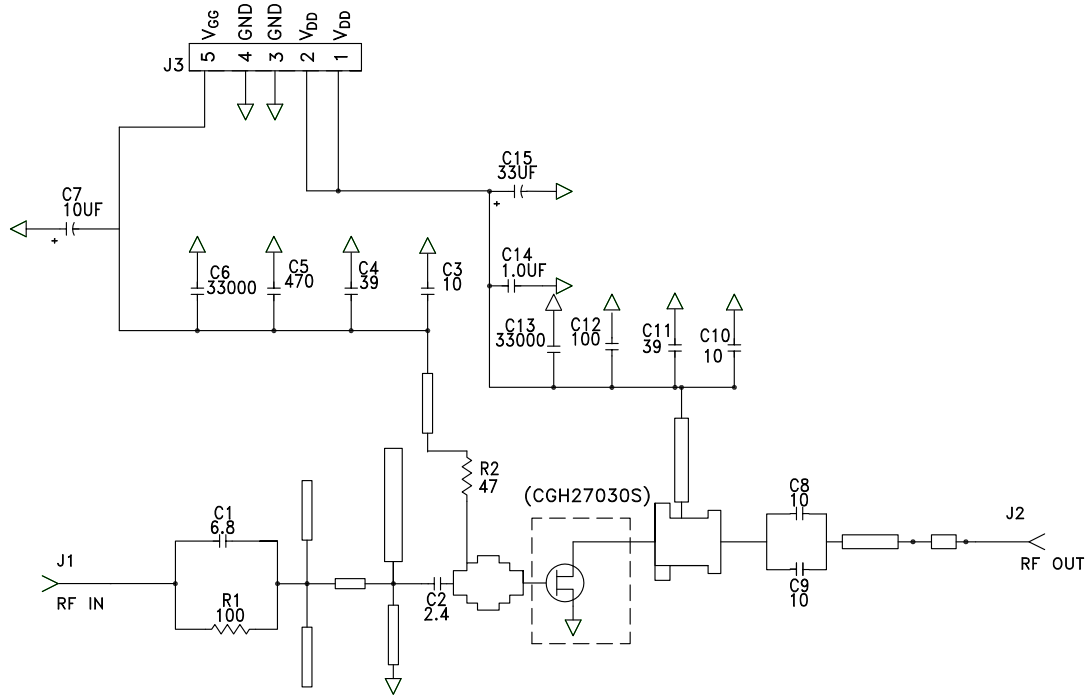 VGG
GND
GND
VDD
VDD
J3
5
4
3
2
1
C15
33UF
+
C7
10UF
+
C14
1.0UF
C6
33000
C5
470
C4
39
C3
10
C13
33000
C12
100
C11
39
C10
10
R2
47
(CGH27030S)
C8
10
C1
6.8
J1
RF IN
R1
100
C2
2.4
C9
10
J2
RF OUT